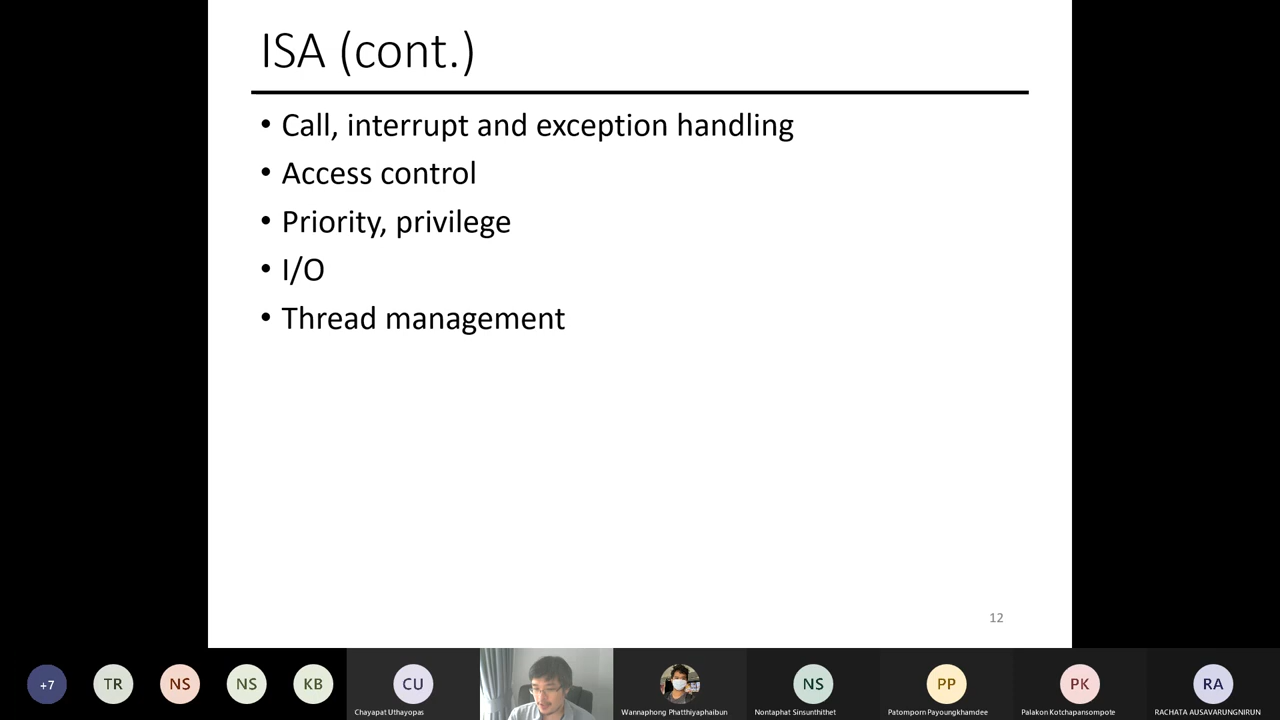 ISA (cont.)
• Call, interrupt and exception handling
• Access control
• Priority, privilege
• I/O
• Thread management
12
+7
TR
NS
NS
KB
CU
NS
PP
PK
RA
Chayapat Uthayopas
Wannaphong Phatthiyaphaibun
Nontaphat Sinsunthithet
Patomporn Payoungkhamdee
Palakon Kotchapansompote
RACHATA AUSAVARUNGNIRUN